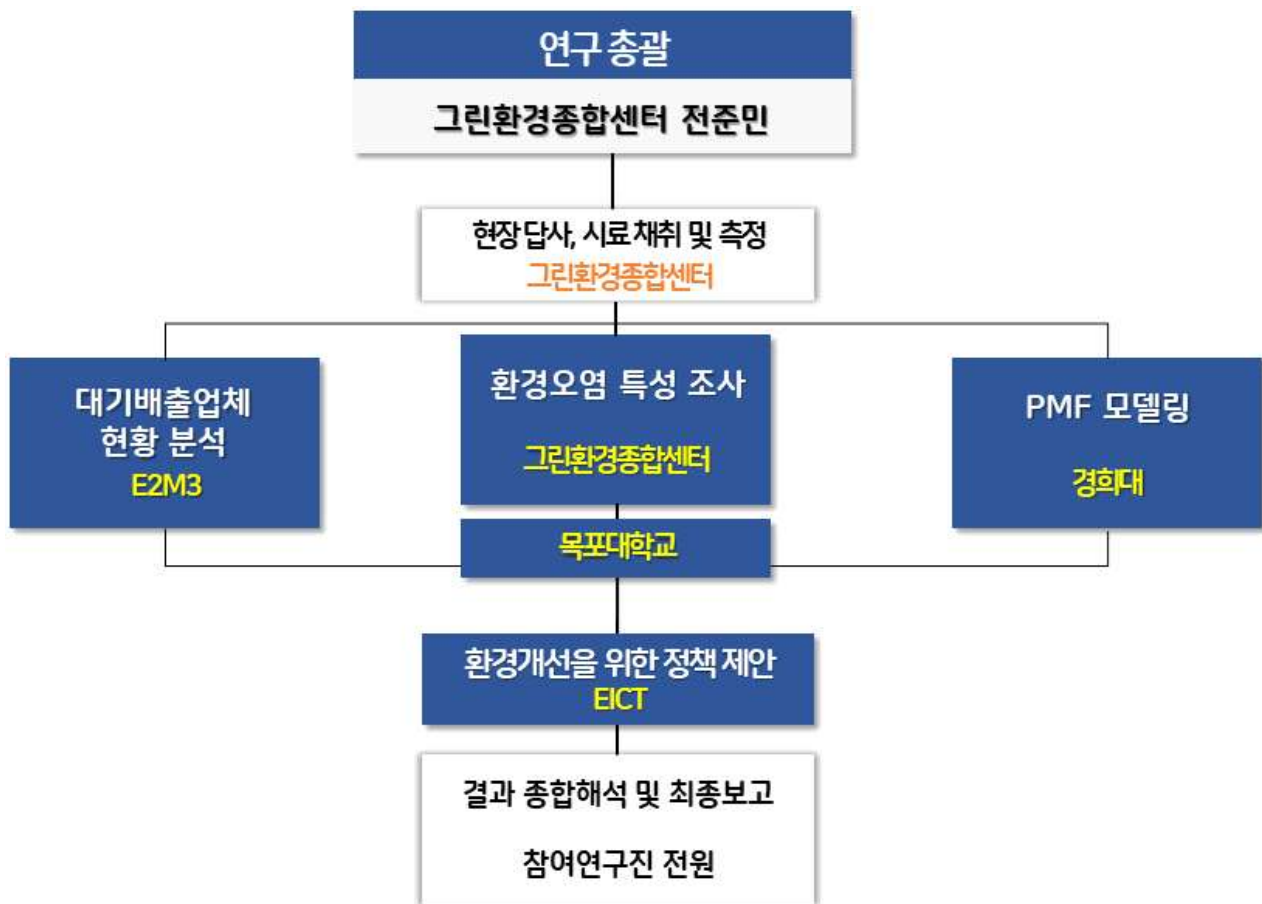 연구 총괄
그린환경종합센터 전준민
현장 답사, 시료 채취 및 측정
그린환경종합센터
대기배출업체
현황 분석
E2M3
환경오염 특성 조사
그린환경종합센터
목포대학교
PMF 모델링
경희대
환경개선을 위한 정책 제안
EICT
결과 종합해석 및 최종보고
참여연구진 전원